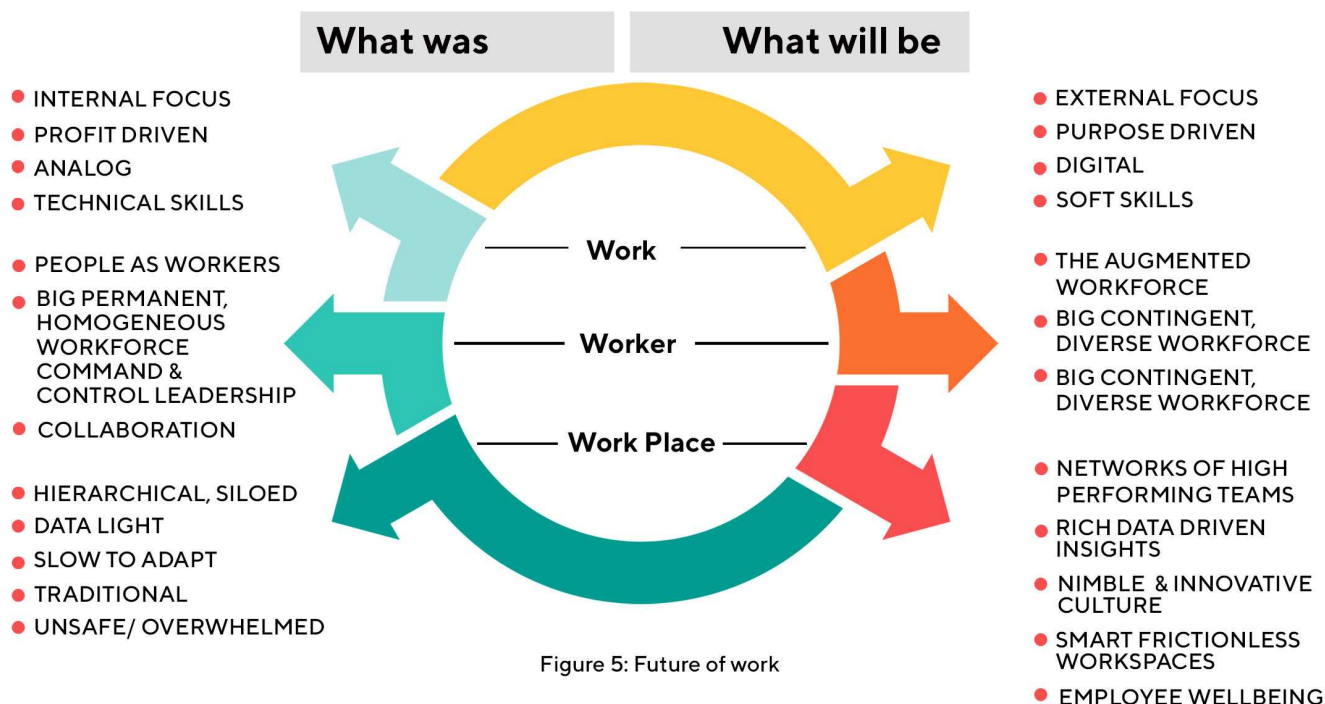 What was
What will be
INTERNAL FOCUS
PROFIT DRIVEN
ANALOG
TECHNICAL SKILLS
PEOPLE AS WORKERS
BIG PERMANENT,
HOMOGENEOUS
WORKFORCE
COMMAND &
CONTROL LEADERSHIP
COLLABORATION
HIERARCHICAL, SILOED
DATA LIGHT
SLOW TO ADAPT
TRADITIONAL
UNSAFE/ OVERWHELMED
Work
Worker
Work Place
EXTERNAL FOCUS
PURPOSE DRIVEN
DIGITAL
SOFT SKILLS
THE AUGMENTED
WORKFORCE
BIG CONTINGENT,
DIVERSE WORKFORCE
BIG CONTINGENT,
DIVERSE WORKFORCE
NETWORKS OF HIGH
PERFORMING TEAMS
RICH DATA DRIVEN
INSIGHTS
NIMBLE & INNOVATIVE
CULTURE
SMART FRICTIONLESS
WORKSPACES
EMPLOYEE WELLBEING
Figure 5: Future of work